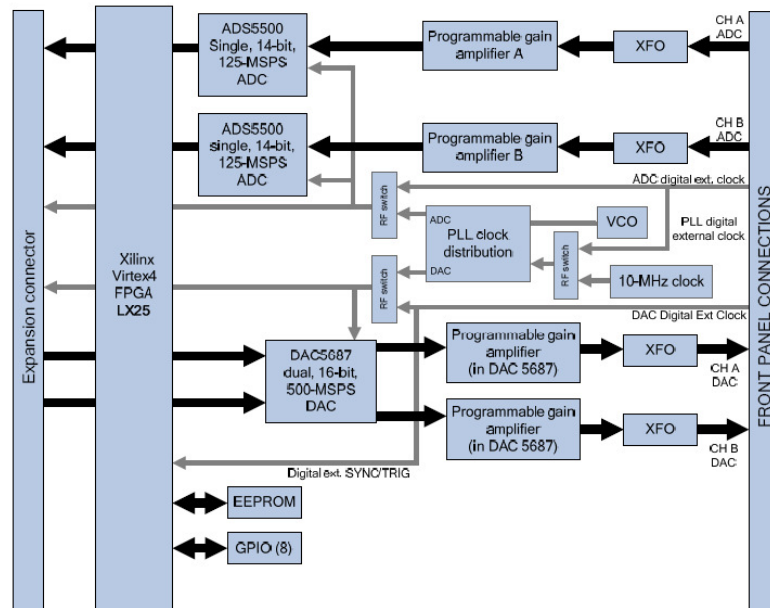 ADS5500
Single, 14-bit,
125-MSPS
ADC
Programmable gain
amplifier A
XFO
CH A
ADC
ADS5500
single, 14-bit,
125-MSPS
ADC
Programmable gain
amplifier B
XFO
CH B
ADC
ADC digital ext. clock
RF switch
ADC
PLL clock
distribution
DAC
VCO
PLL digital
external clock
RF switch
10-MHz clock
RF switch
DAC Digital Ext Clock
Expansion connector
Xilinx
Virtex4
FPGA
LX25
FRONT PANEL CONNECTIONS
DAC5687
dual, 16-bit,
500-MSPS
DAC
Programmable gain
amplifier
(in DAC 5687)
XFO
CH A
DAC
Programmable gain
amplifier
(in DAC 5687)
XFO
CH B
DAC
Digital ext. SYNC/TRIG
EEPROM
GPIO (8)